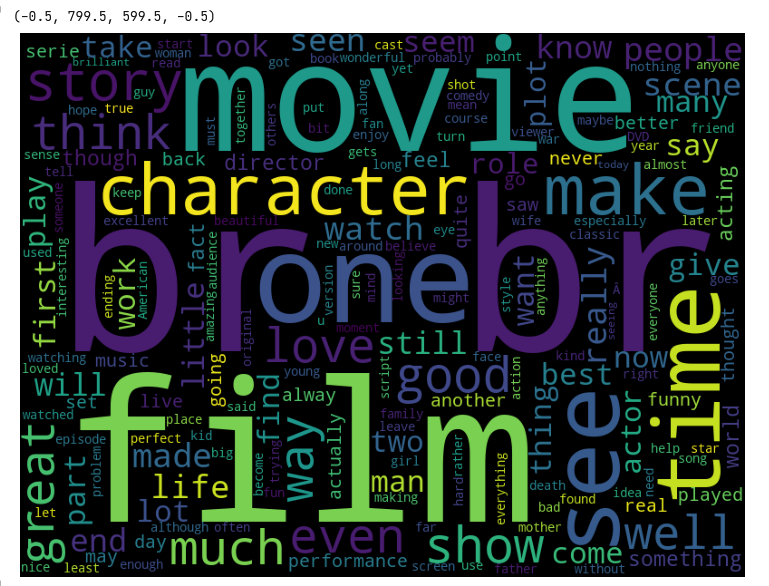 (-0.5, 799.5, 599.5, -0.5)
serie take look seen seem know people
brilliant woman start got book wonderful probably cast yet point nothing anyone
story movie plot scene
read guy hope true must together others put bit along fan enjoy shot comedy mean course turn viewer war maybe DVD year
many better friend
think say
sense though back director gets long feel role never almost today
tell someone play keep character done go saw make acting
excellent beautiful watch eye quite wife especially later
used interesting first br br
work American ending fact audience amazing little original new around believe version sure mind looking might one u want style anything classic really seeing Â give goes everyone
moment
watching music love still face kind now right thought
loved will going young script good action best time
set live said alway family another thing funny
watched place film leave actor world
great episode perfect kid find way actually two girl hard rather see help star song
part problem made big become trying fun man making everything idea need played
life death
let lot although often bad found real
end day much even far show mother well
nice may least enough performance screen use father come without something